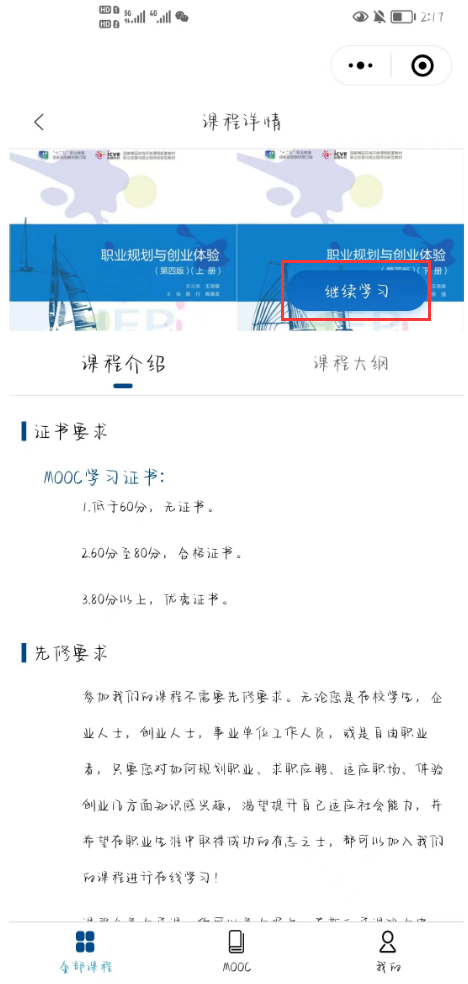 2:17
课程详情
职业规划与创业体验
（第四版）（上册）
职业规划与创业体验
继续学习
课程介绍
课程大纲
证书要求
MOOC学习证书：
1.低于60分，无证书。
2.60分至80分，合格证书。
3.80分以上，优秀证书。
先修要求
参加我们的课程不需要先修要求。无论您是在校学生，企
业人士，创业人士，事业单位工作人员，或是自由职业
者，只要您对如何规划职业、求职应聘、适应职场、体验
创业几方面知识感兴趣，渴望提升自己适应社会能力，并
希望在职业生涯中取得成功的有志之士，都可以加入我们
的课程进行在线学习！
全部课程
MOOC
我的